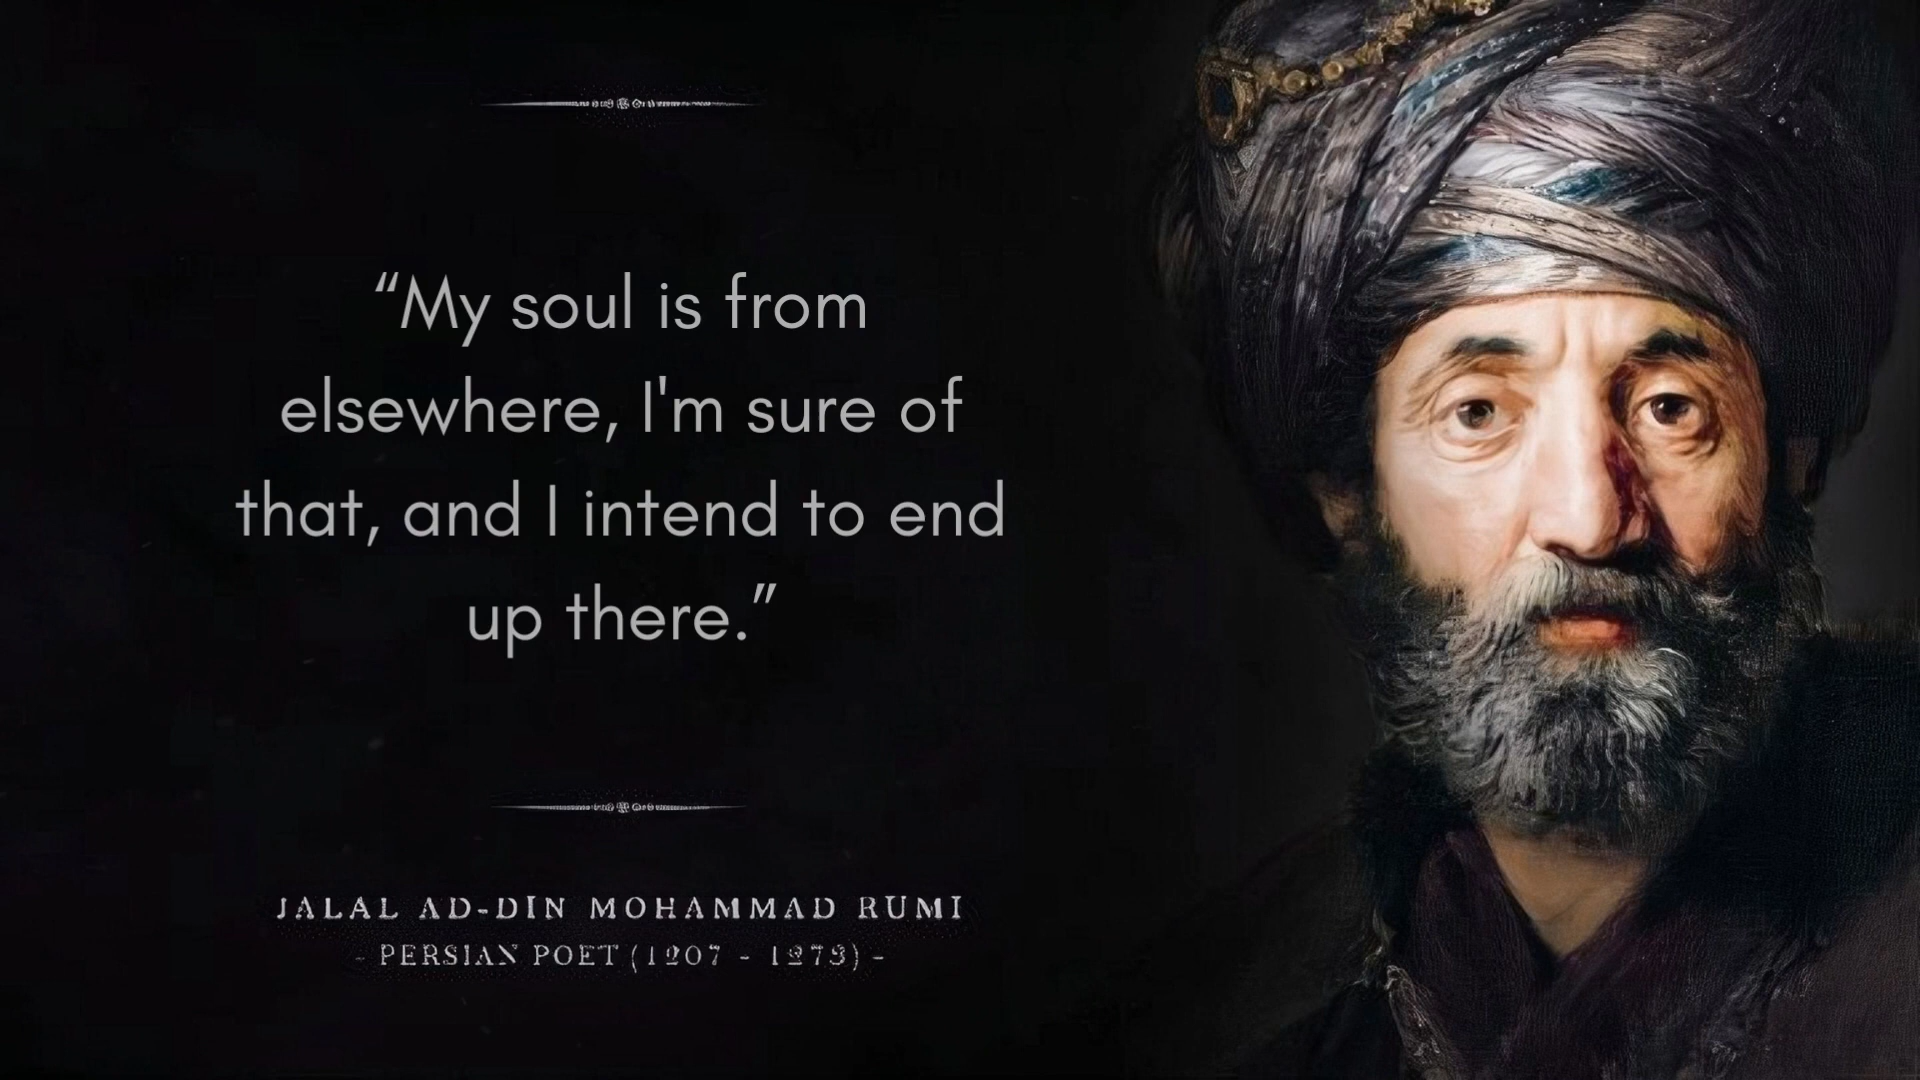 “My soul is from
elsewhere, I'm sure of
that, and I intend to end
up there.”
JALAL AD-DIN MOHAMMAD RUMI
- PERSIAN POET (1207 - 1273) -